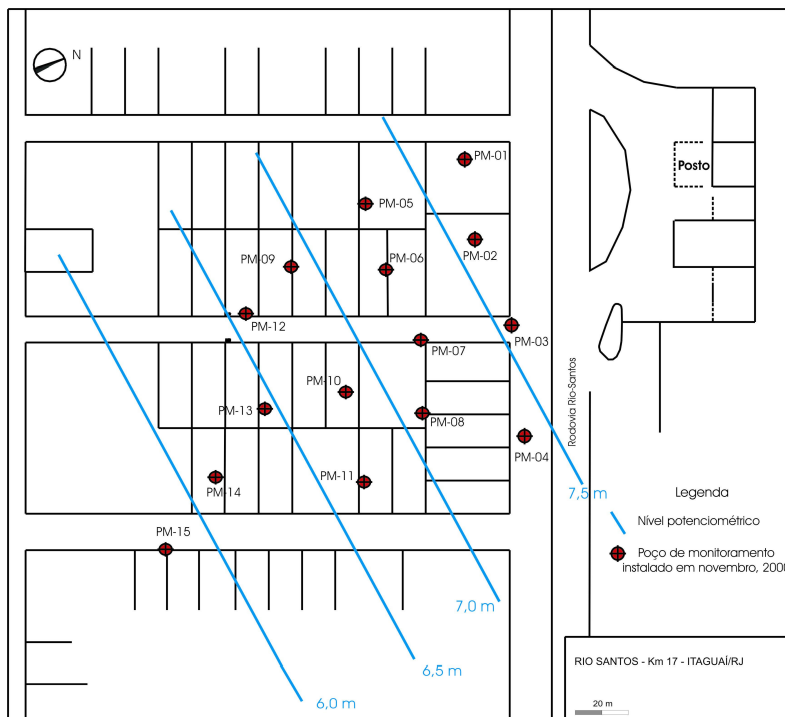 N
PM-01
Posto
PM-05
PM-02
PM-09
PM-06
PM-12
PM-03
PM-07
Rodovia Rio-Santos
PM-10
PM-13
PM-08
PM-04
PM-11
PM-14
7,5 m
Legenda
Nível potenciométrico
PM-15
Poço de monitoramento
instalado em novembro, 200
7,0 m
6,5 m
RIO SANTOS - Km 17 - ITAGUAÍ/RJ
6,0 m
20 m